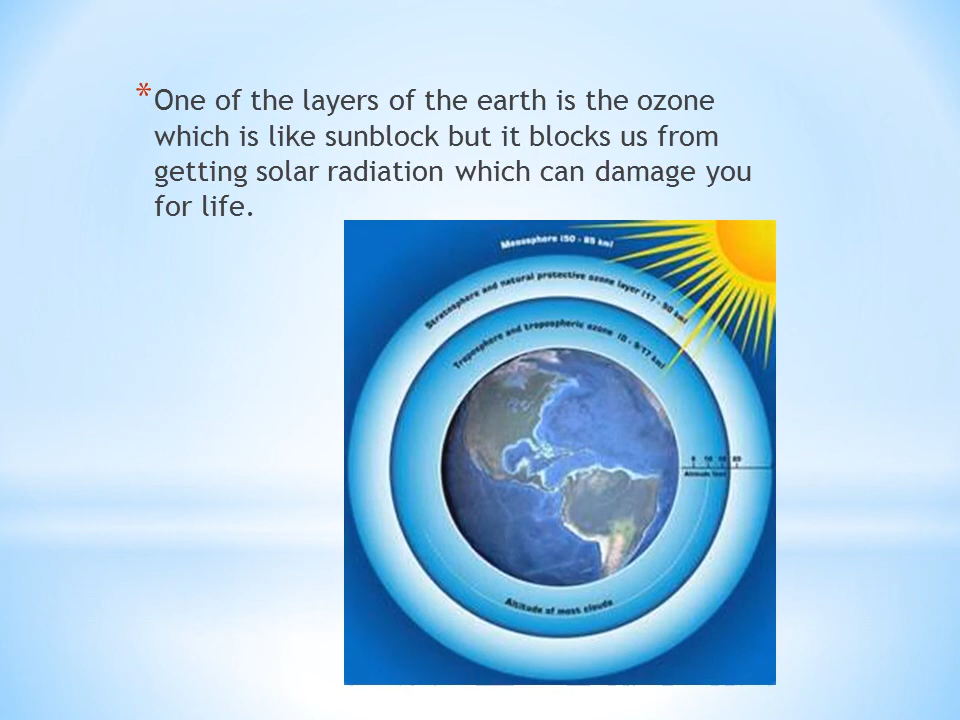 * One of the layers of the earth is the ozone
which is like sunblock but it blocks us from
getting solar radiation which can damage you
for life.
Mesosphere (50 - 85 km)
Stratosphere and natural protective ozone layer (17 - 50 km)
Troposphere and tropospheric ozone (0 - 9/17 km)
Altitude of most clouds